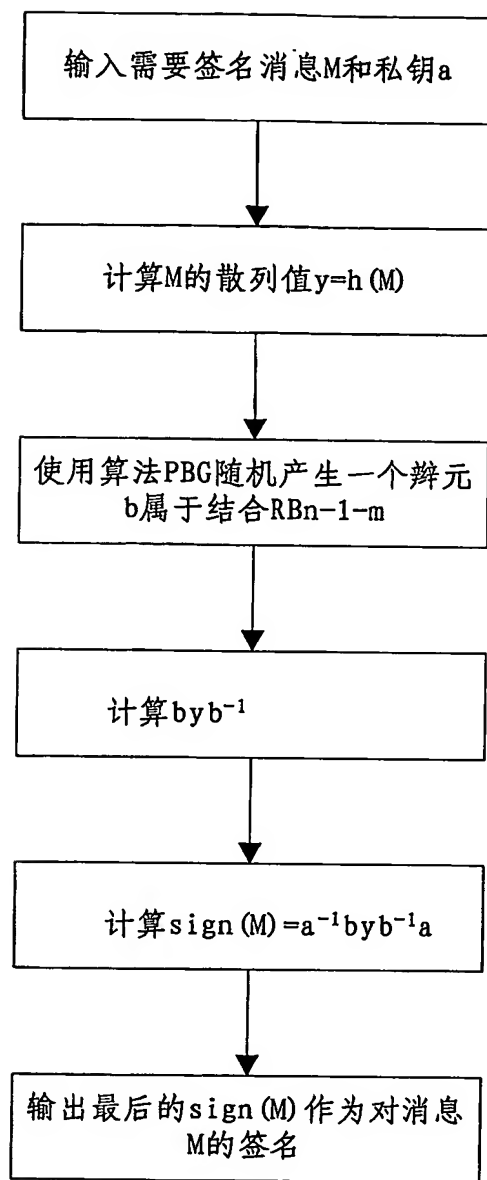 输入需要签名消息M和私钥a
计算M的散列值y=h(M)
使用算法PBG随机产生一个辫元
b属于结合RBn-1-m
计算byb⁻¹
计算sign(M)=a⁻¹byb⁻¹a
输出最后的sign(M)作为对消息
M的签名